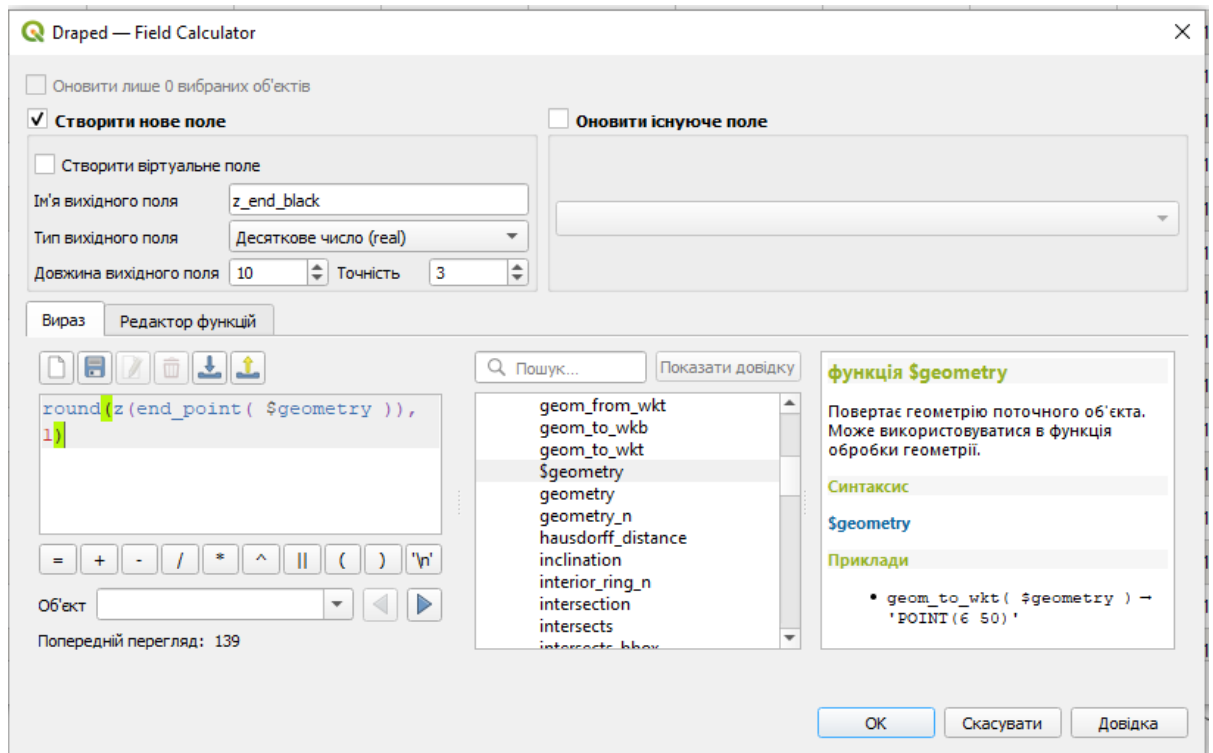 Draped — Field Calculator
Оновити лише 0 вибраних об'єктів
Створити нове поле
Оновити існуюче поле
Створити віртуальне поле
Ім'я вихідного поля z_end_black
Тип вихідного поля Десяткове число (real)
Довжина вихідного поля 10 Точність 3
Вираз Редактор функцій
Пошук... Показати довідку
round(z(end_point( $geometry )),
1)
= + - / * ^ || ( ) '\n'
Об'єкт
Попередній перегляд: 139
geom_from_wkt
geom_to_wkb
geom_to_wkt
$geometry
geometry
geometry_n
hausdorff_distance
inclination
interior_ring_n
intersection
intersects
intersects_bbox
функція $geometry
Повертає геометрію поточного об'єкта.
Може використовуватися в функція
обробки геометрії.
Синтаксис
$geometry
Приклади
• geom_to_wkt( $geometry ) →
'POINT(6 50)'
OK Скасувати Довідка